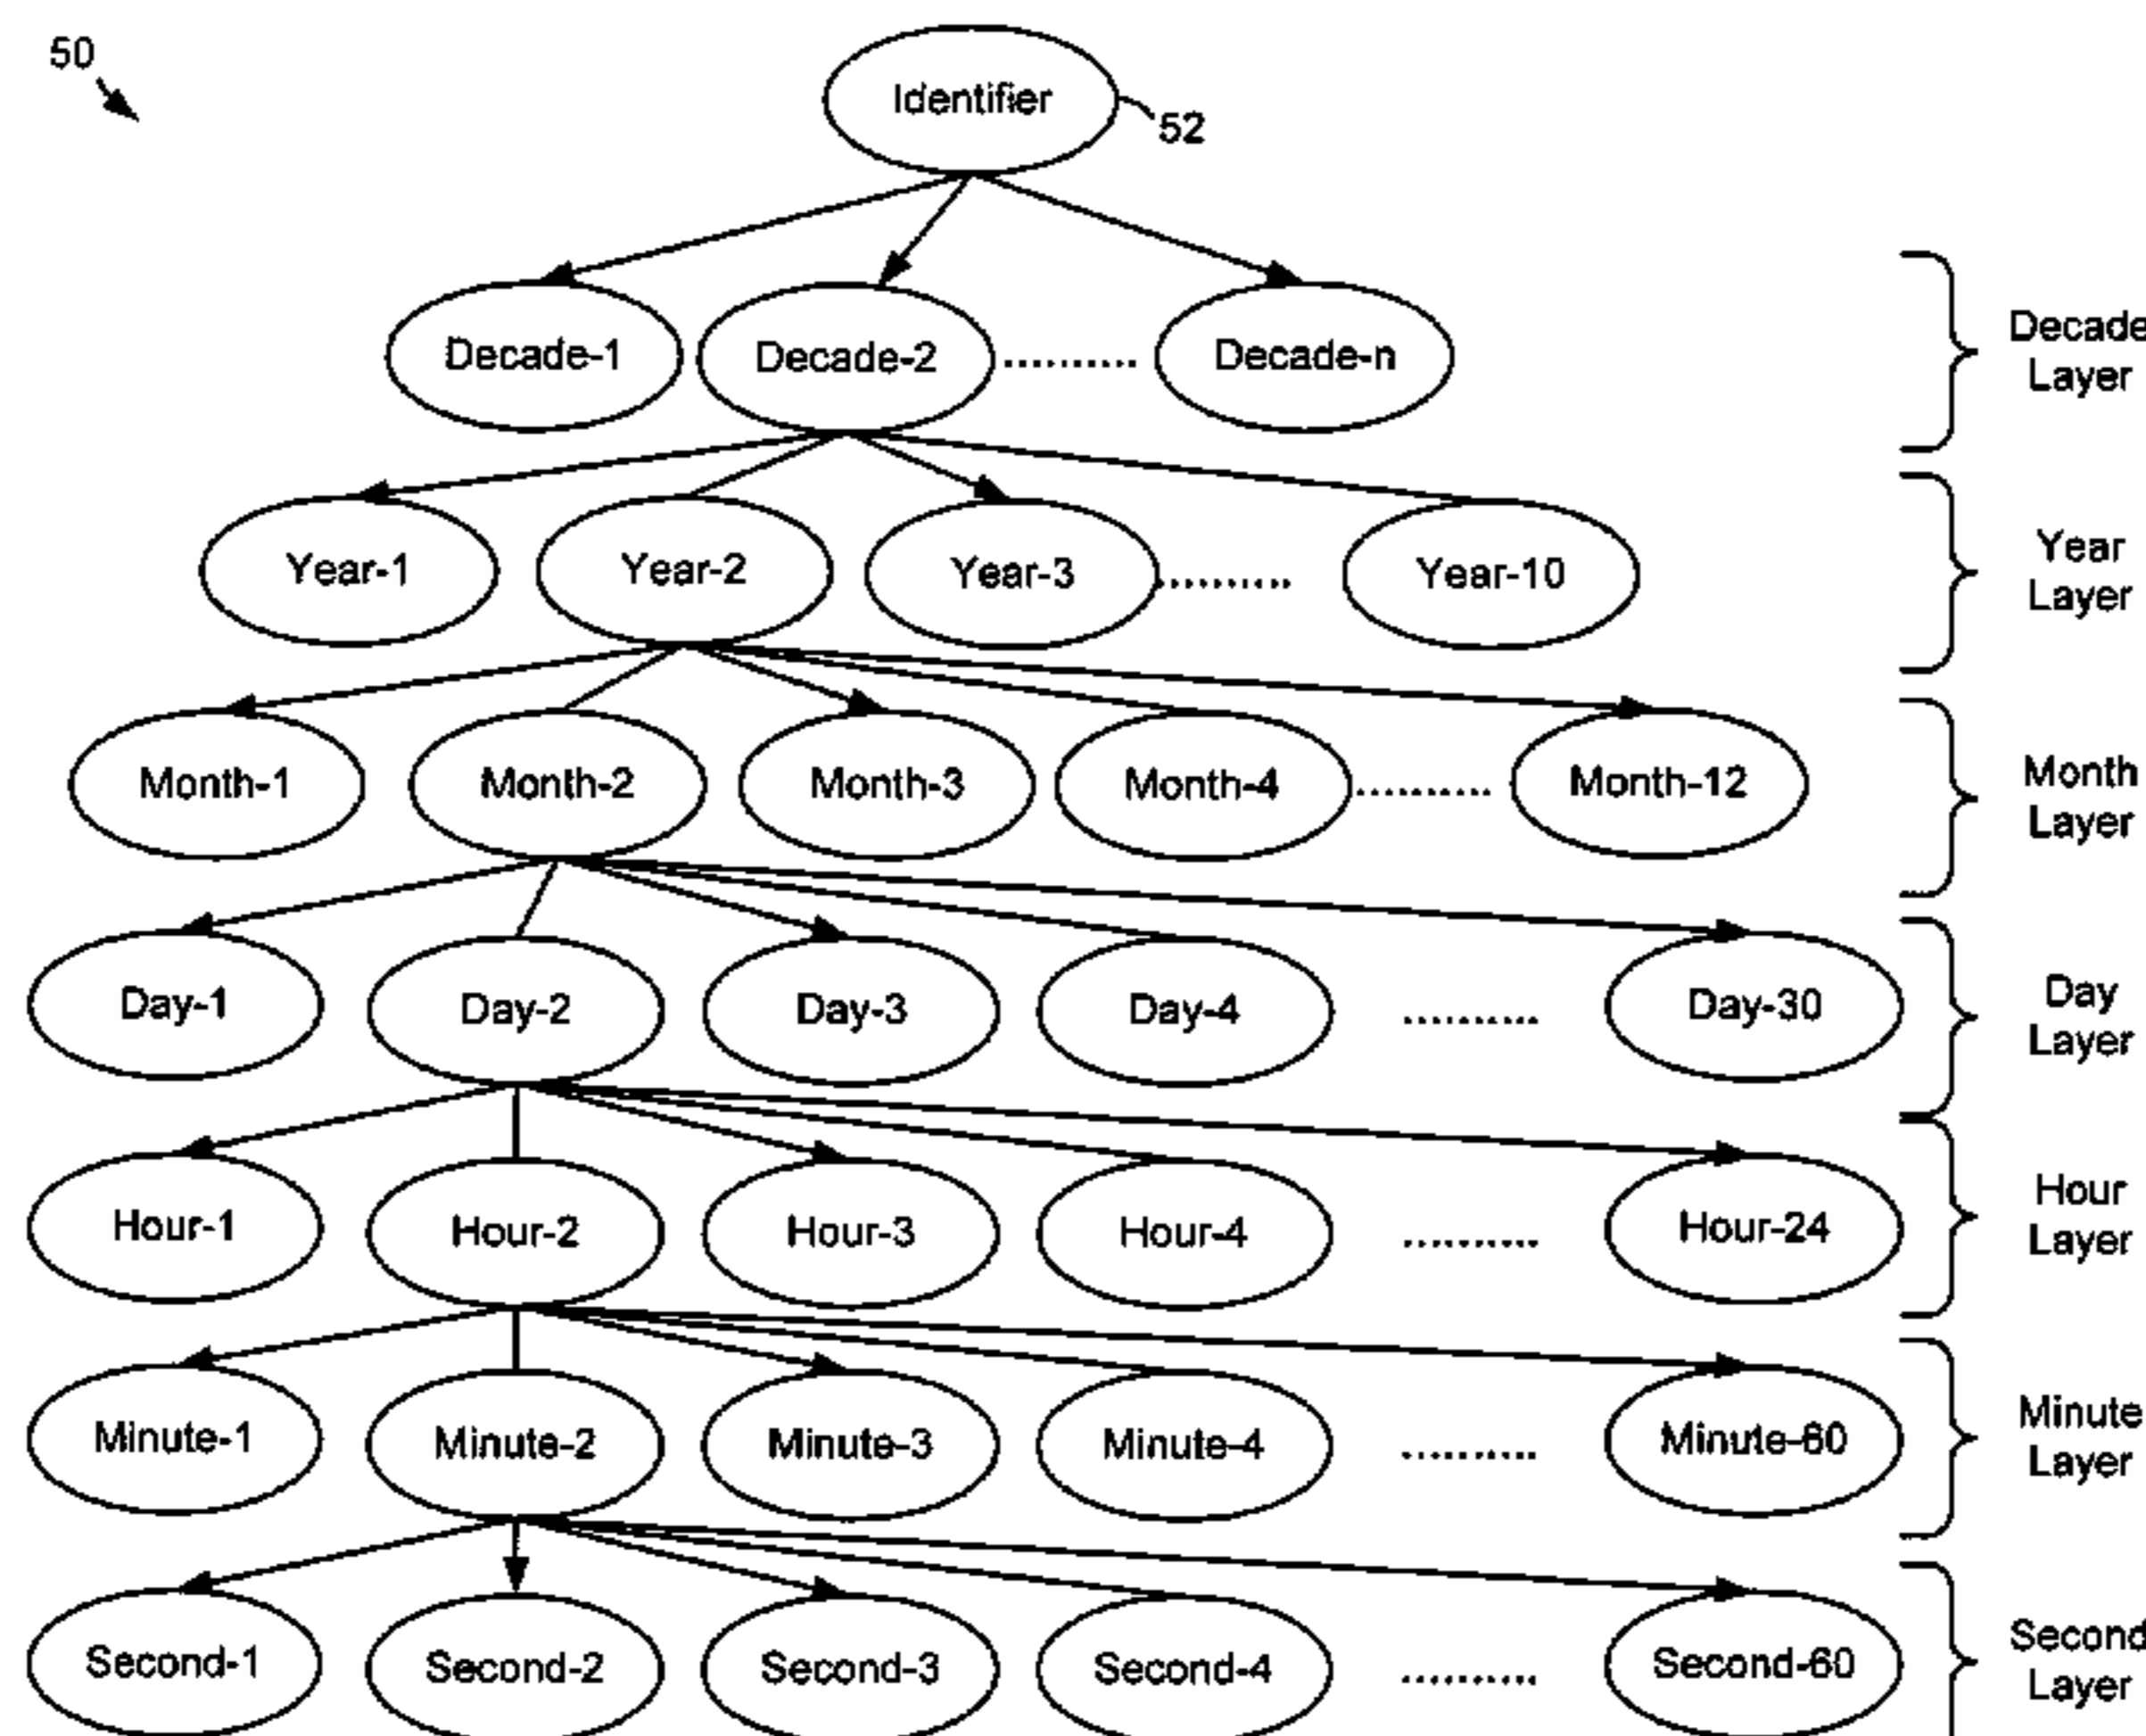 50
Identifier
52
Decade-1 Decade-2 .......... Decade-n
Decade
Layer
Year-1 Year-2 Year-3 .......... Year-10
Year
Layer
Month-1 Month-2 Month-3 Month-4 .......... Month-12
Month
Layer
Day-1 Day-2 Day-3 Day-4 .......... Day-30
Day
Layer
Hour-1 Hour-2 Hour-3 Hour-4 .......... Hour-24
Hour
Layer
Minute-1 Minute-2 Minute-3 Minute-4 .......... Minute-60
Minute
Layer
Second-1 Second-2 Second-3 Second-4 .......... Second-60
Second
Layer